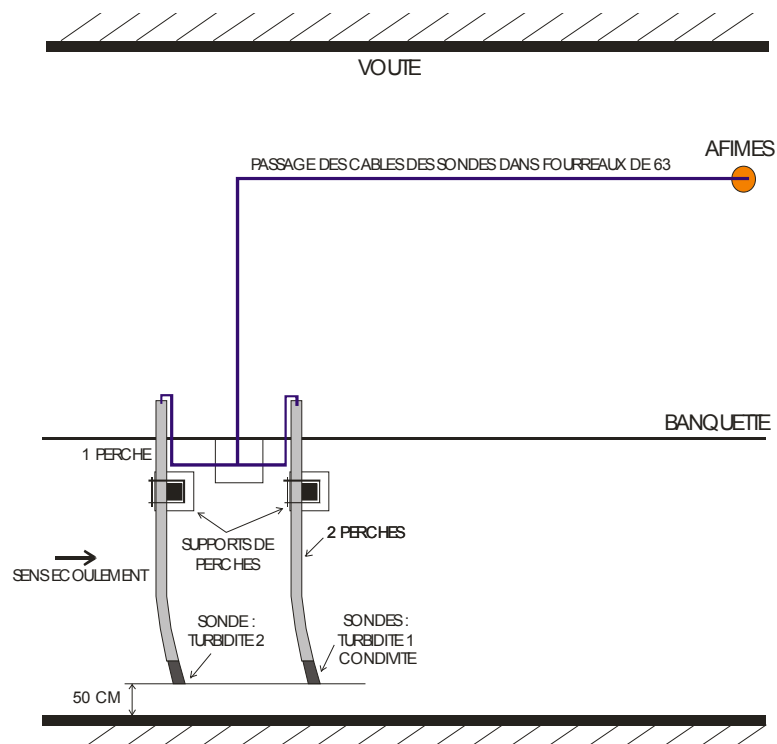 VOUTE
AFIMES
PASSAGE DES CABLES DES SONDES DANS FOURREAUX DE 63
BANQUETTE
1 PERCHE
2 PERCHES
SUPPORTS DE
PERCHES
SENS ECOULEMENT
SONDE :
TURBIDITE 2
SONDES :
TURBIDITE 1
CONDIVITE
50 CM